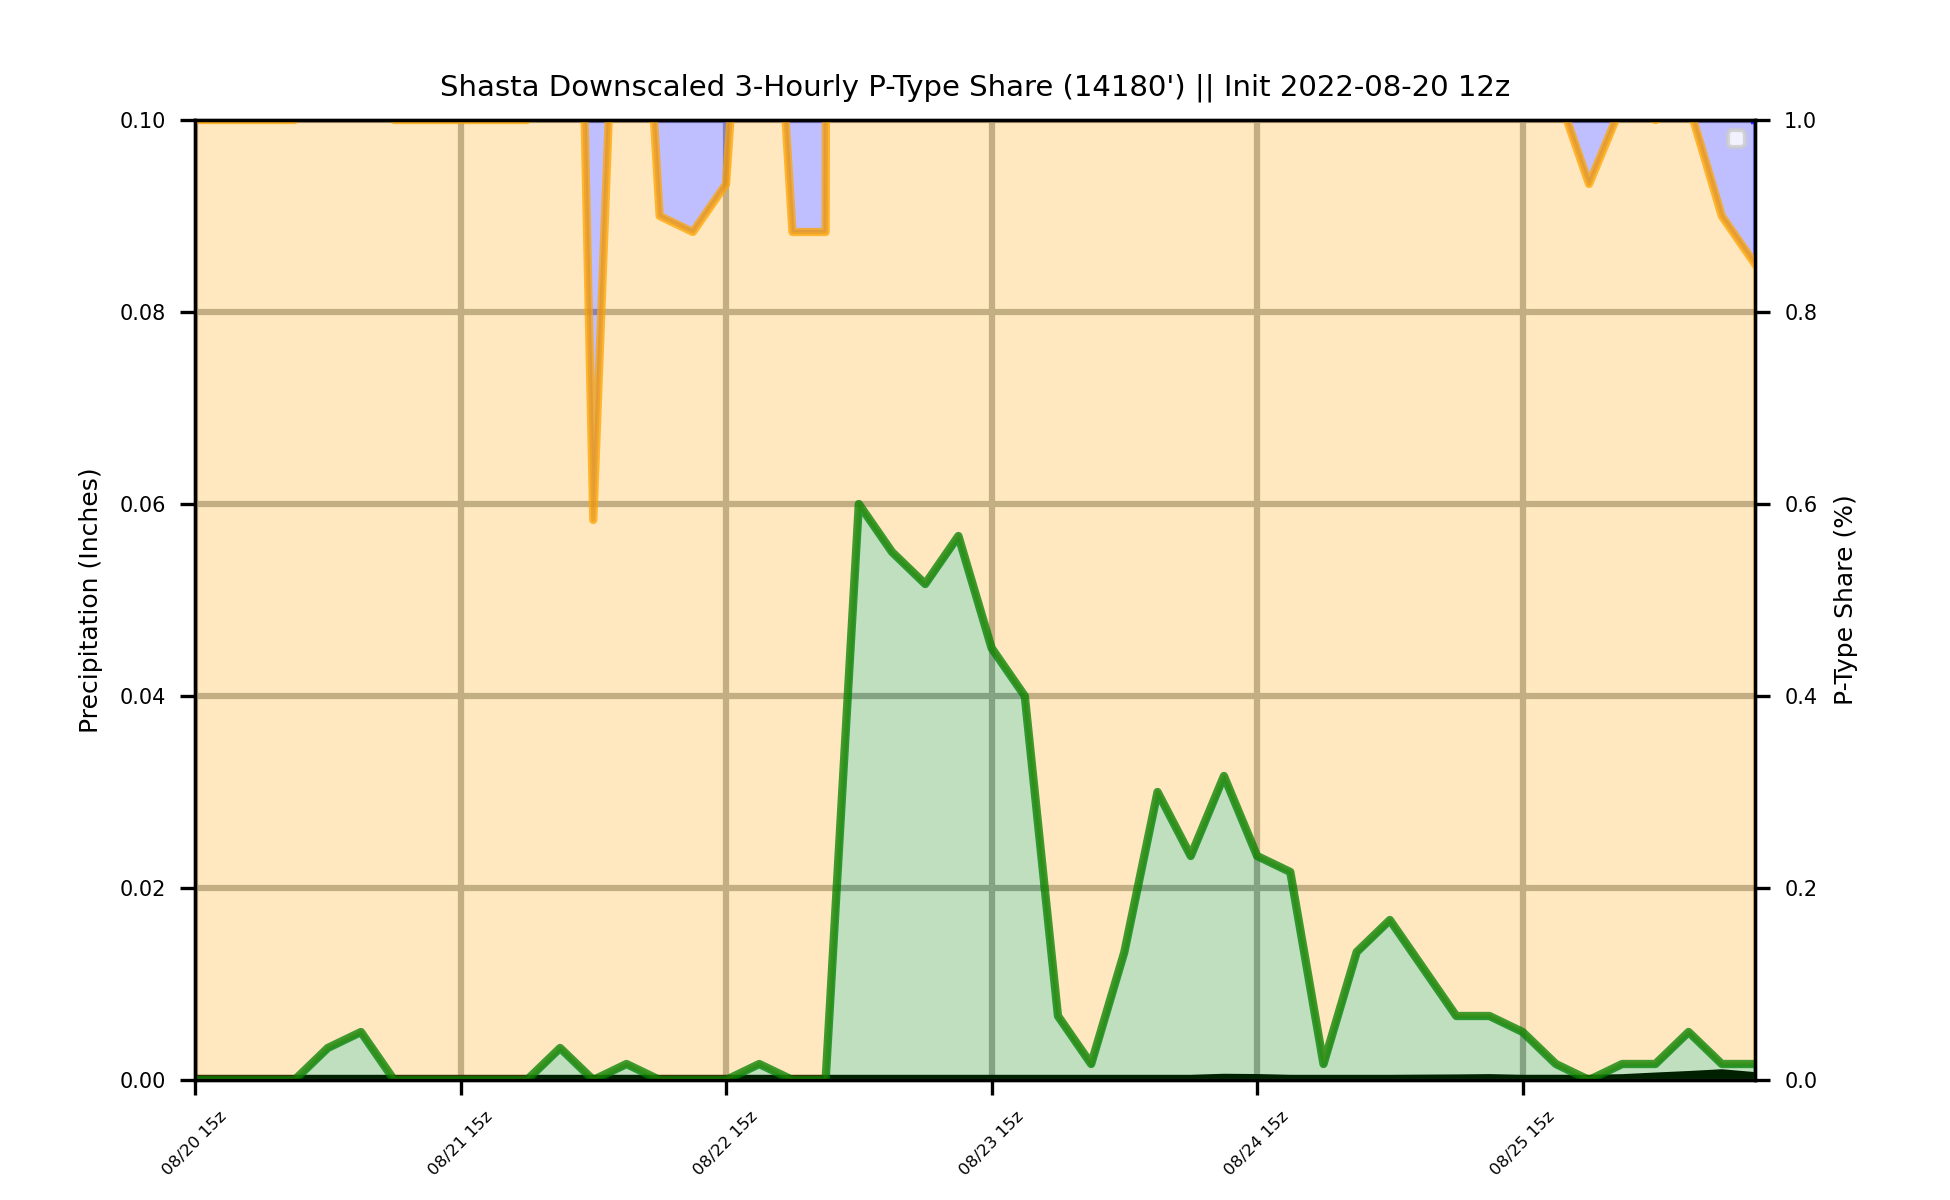 Shasta Downscaled 3-Hourly P-Type Share (14180') || Init 2022-08-20 12z
0.10
0.08
0.06
0.04
0.02
0.00
Precipitation (Inches)
1.0
0.8
0.6
0.4
0.2
0.0
P-Type Share (%)
08/20 15z
08/21 15z
08/22 15z
08/23 15z
08/24 15z
08/25 15z